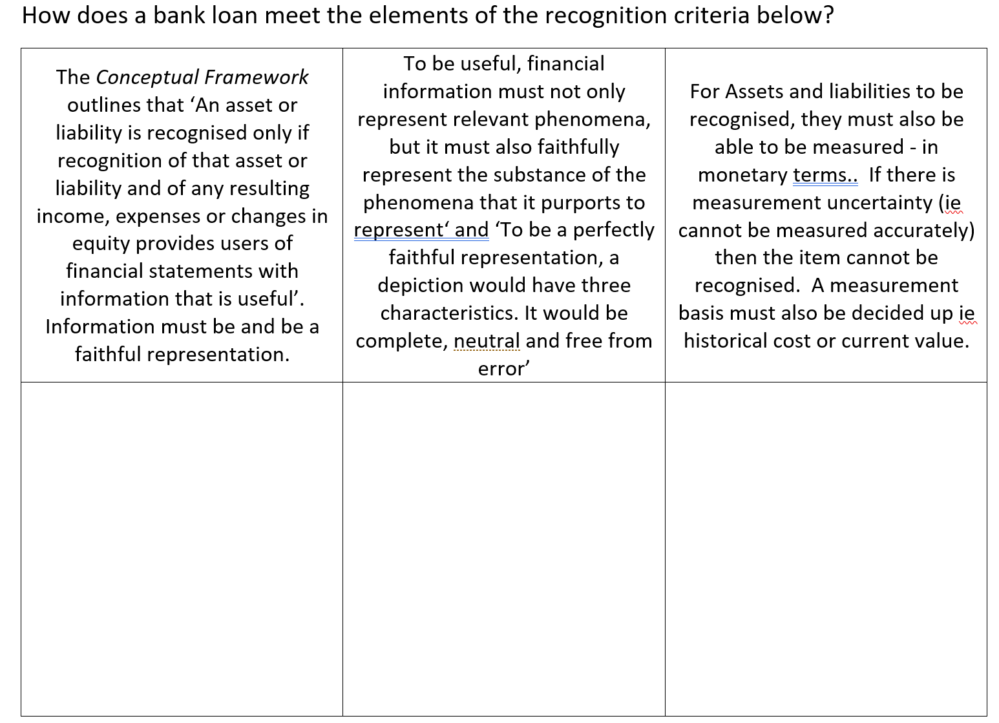 How does a bank loan meet the elements of the recognition criteria below?
The Conceptual Framework
outlines that ‘An asset or
liability is recognised only if
recognition of that asset or
liability and of any resulting
income, expenses or changes in
equity provides users of
financial statements with
information that is useful’.
Information must be and be a
faithful representation.
To be useful, financial
information must not only
represent relevant phenomena,
but it must also faithfully
represent the substance of the
phenomena that it purports to
represent‘ and ‘To be a perfectly
faithful representation, a
depiction would have three
characteristics. It would be
complete, neutral and free from
error’
For Assets and liabilities to be
recognised, they must also be
able to be measured - in
monetary terms..  If there is
measurement uncertainty (ie
cannot be measured accurately)
then the item cannot be
recognised.  A measurement
basis must also be decided up ie
historical cost or current value.